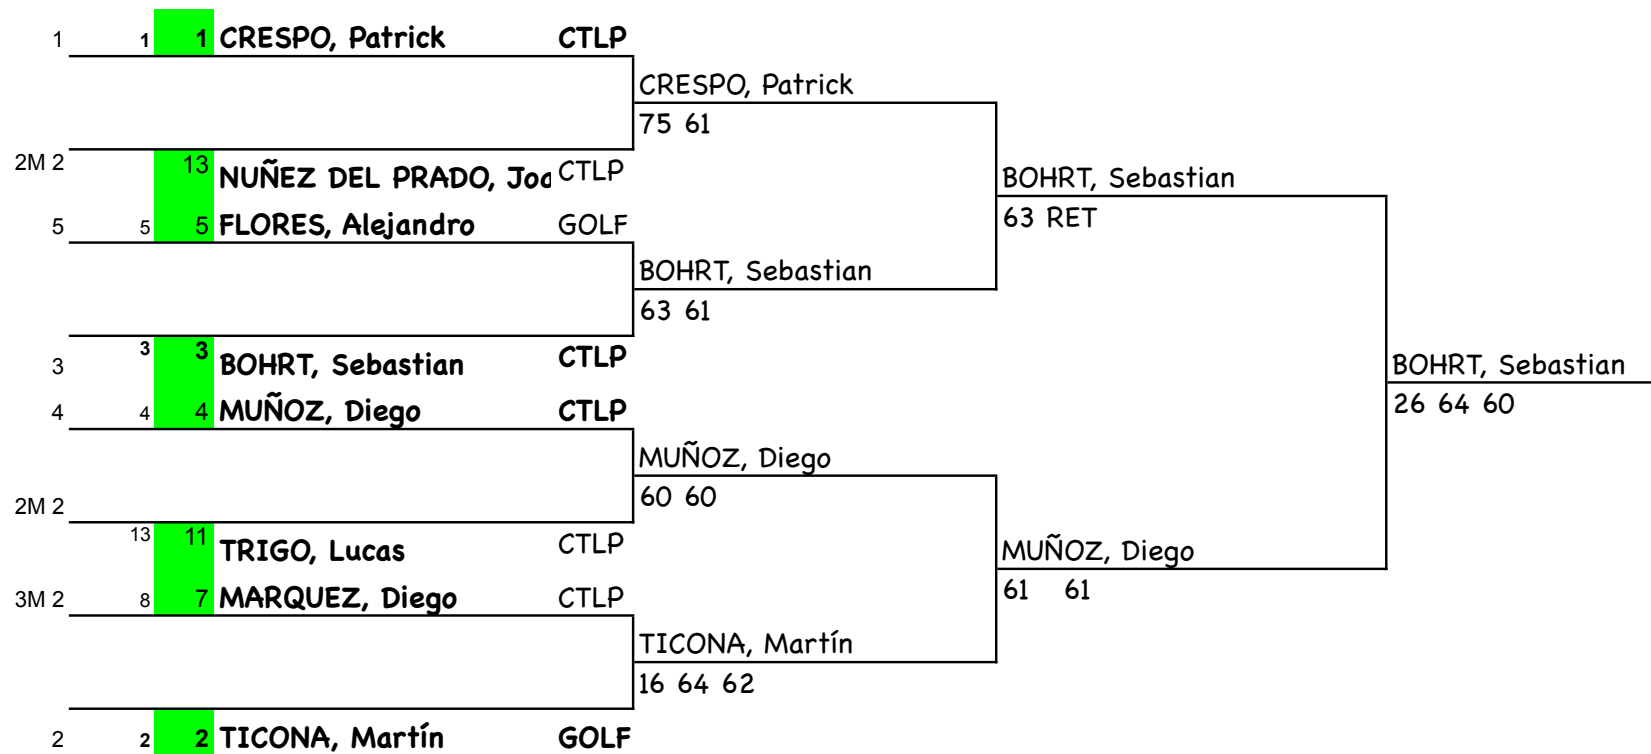 1 1 1 CRESPO, Patrick CTLP
CRESPO, Patrick
75 61
2M 2 13 NUÑEZ DEL PRADO, Joa CTLP
BOHRT, Sebastian
63 RET
5 5 5 FLORES, Alejandro GOLF
BOHRT, Sebastian
63 61
3 3 3 BOHRT, Sebastian CTLP
BOHRT, Sebastian
26 64 60
4 4 4 MUÑOZ, Diego CTLP
MUÑOZ, Diego
60 60
2M 2 13 11 TRIGO, Lucas CTLP
MUÑOZ, Diego
61 61
3M 2 8 7 MARQUEZ, Diego CTLP
TICONA, Martín
16 64 62
2 2 2 TICONA, Martín GOLF